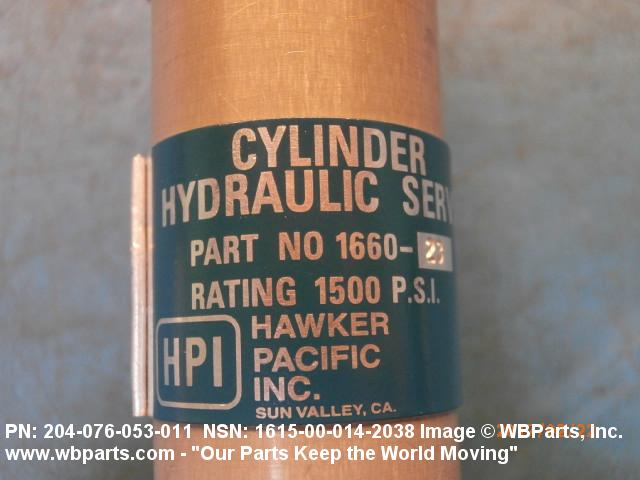 CYLINDER
HYDRAULIC SERV
PART NO 1660-23
RATING 1500 P.S.I.
HPI
HAWKER
PACIFIC
INC.
SUN VALLEY, CA.
PN: 204-076-053-011 NSN: 1615-00-014-2038 Image © WBParts, Inc.
www.wbparts.com - "Our Parts Keep the World Moving"